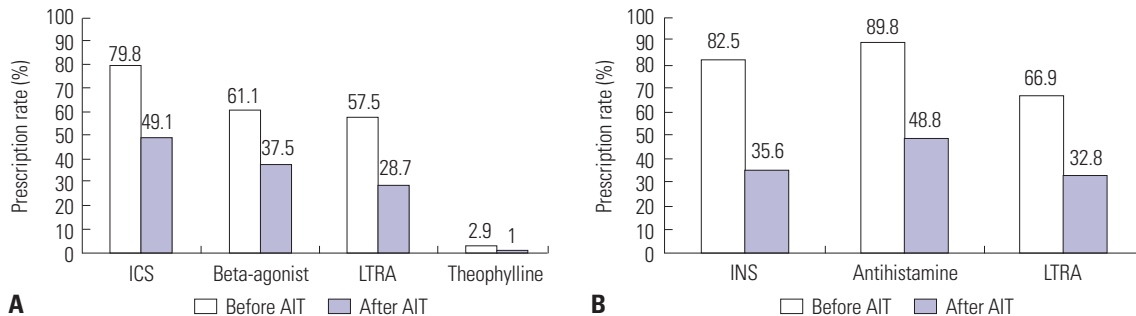 Prescription rate (%)
100
90
80
70
60
50
40
30
20
10
0
79.8
49.1
61.1
37.5
57.5
28.7
2.9
1
ICS
Beta-agonist
LTRA
Theophylline
A
Before AIT
After AIT
Prescription rate (%)
100
90
80
70
60
50
40
30
20
10
0
82.5
35.6
89.8
48.8
66.9
32.8
INS
Antihistamine
LTRA
B
Before AIT
After AIT